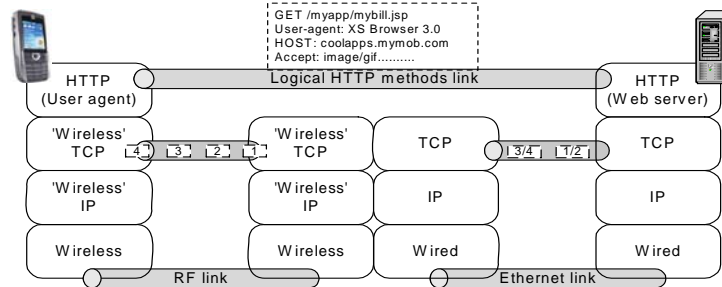 GET /myapp/mybill.jsp
User-agent: XS Browser 3.0
HOST: coolapps.mymob.com
Accept: image/gif..........
Logical HTTP methods link
HTTP
(User agent)
HTTP
(Web server)
'Wireless'
TCP
4 3 2 1
'Wireless'
TCP
TCP
3/4 1/2
TCP
'Wireless'
IP
'Wireless'
IP
IP
IP
Wireless
Wireless
Wired
Wired
RF link
Ethernet link